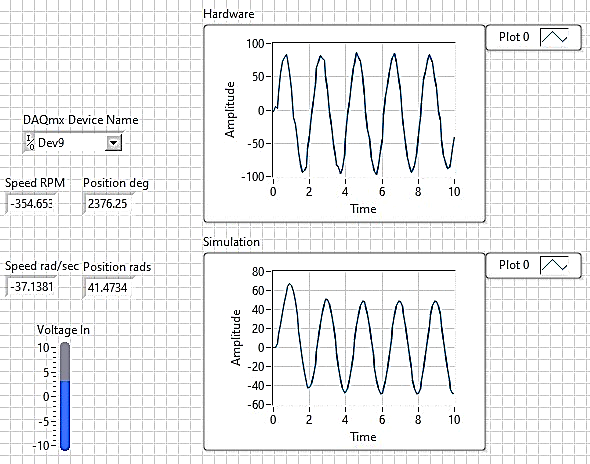 Hardware
Plot 0
100
50
0
-50
-100
Amplitude
0 2 4 6 8 10
Time
DAQmx Device Name
Dev9
Speed RPM Position deg
-354.653 2376.25
Simulation
Plot 0
80
60
40
20
0
-20
-40
-60
Amplitude
0 2 4 6 8 10
Time
Speed rad/sec Position rads
-37.1381 41.4734
Voltage In
10
5
0
-5
-10